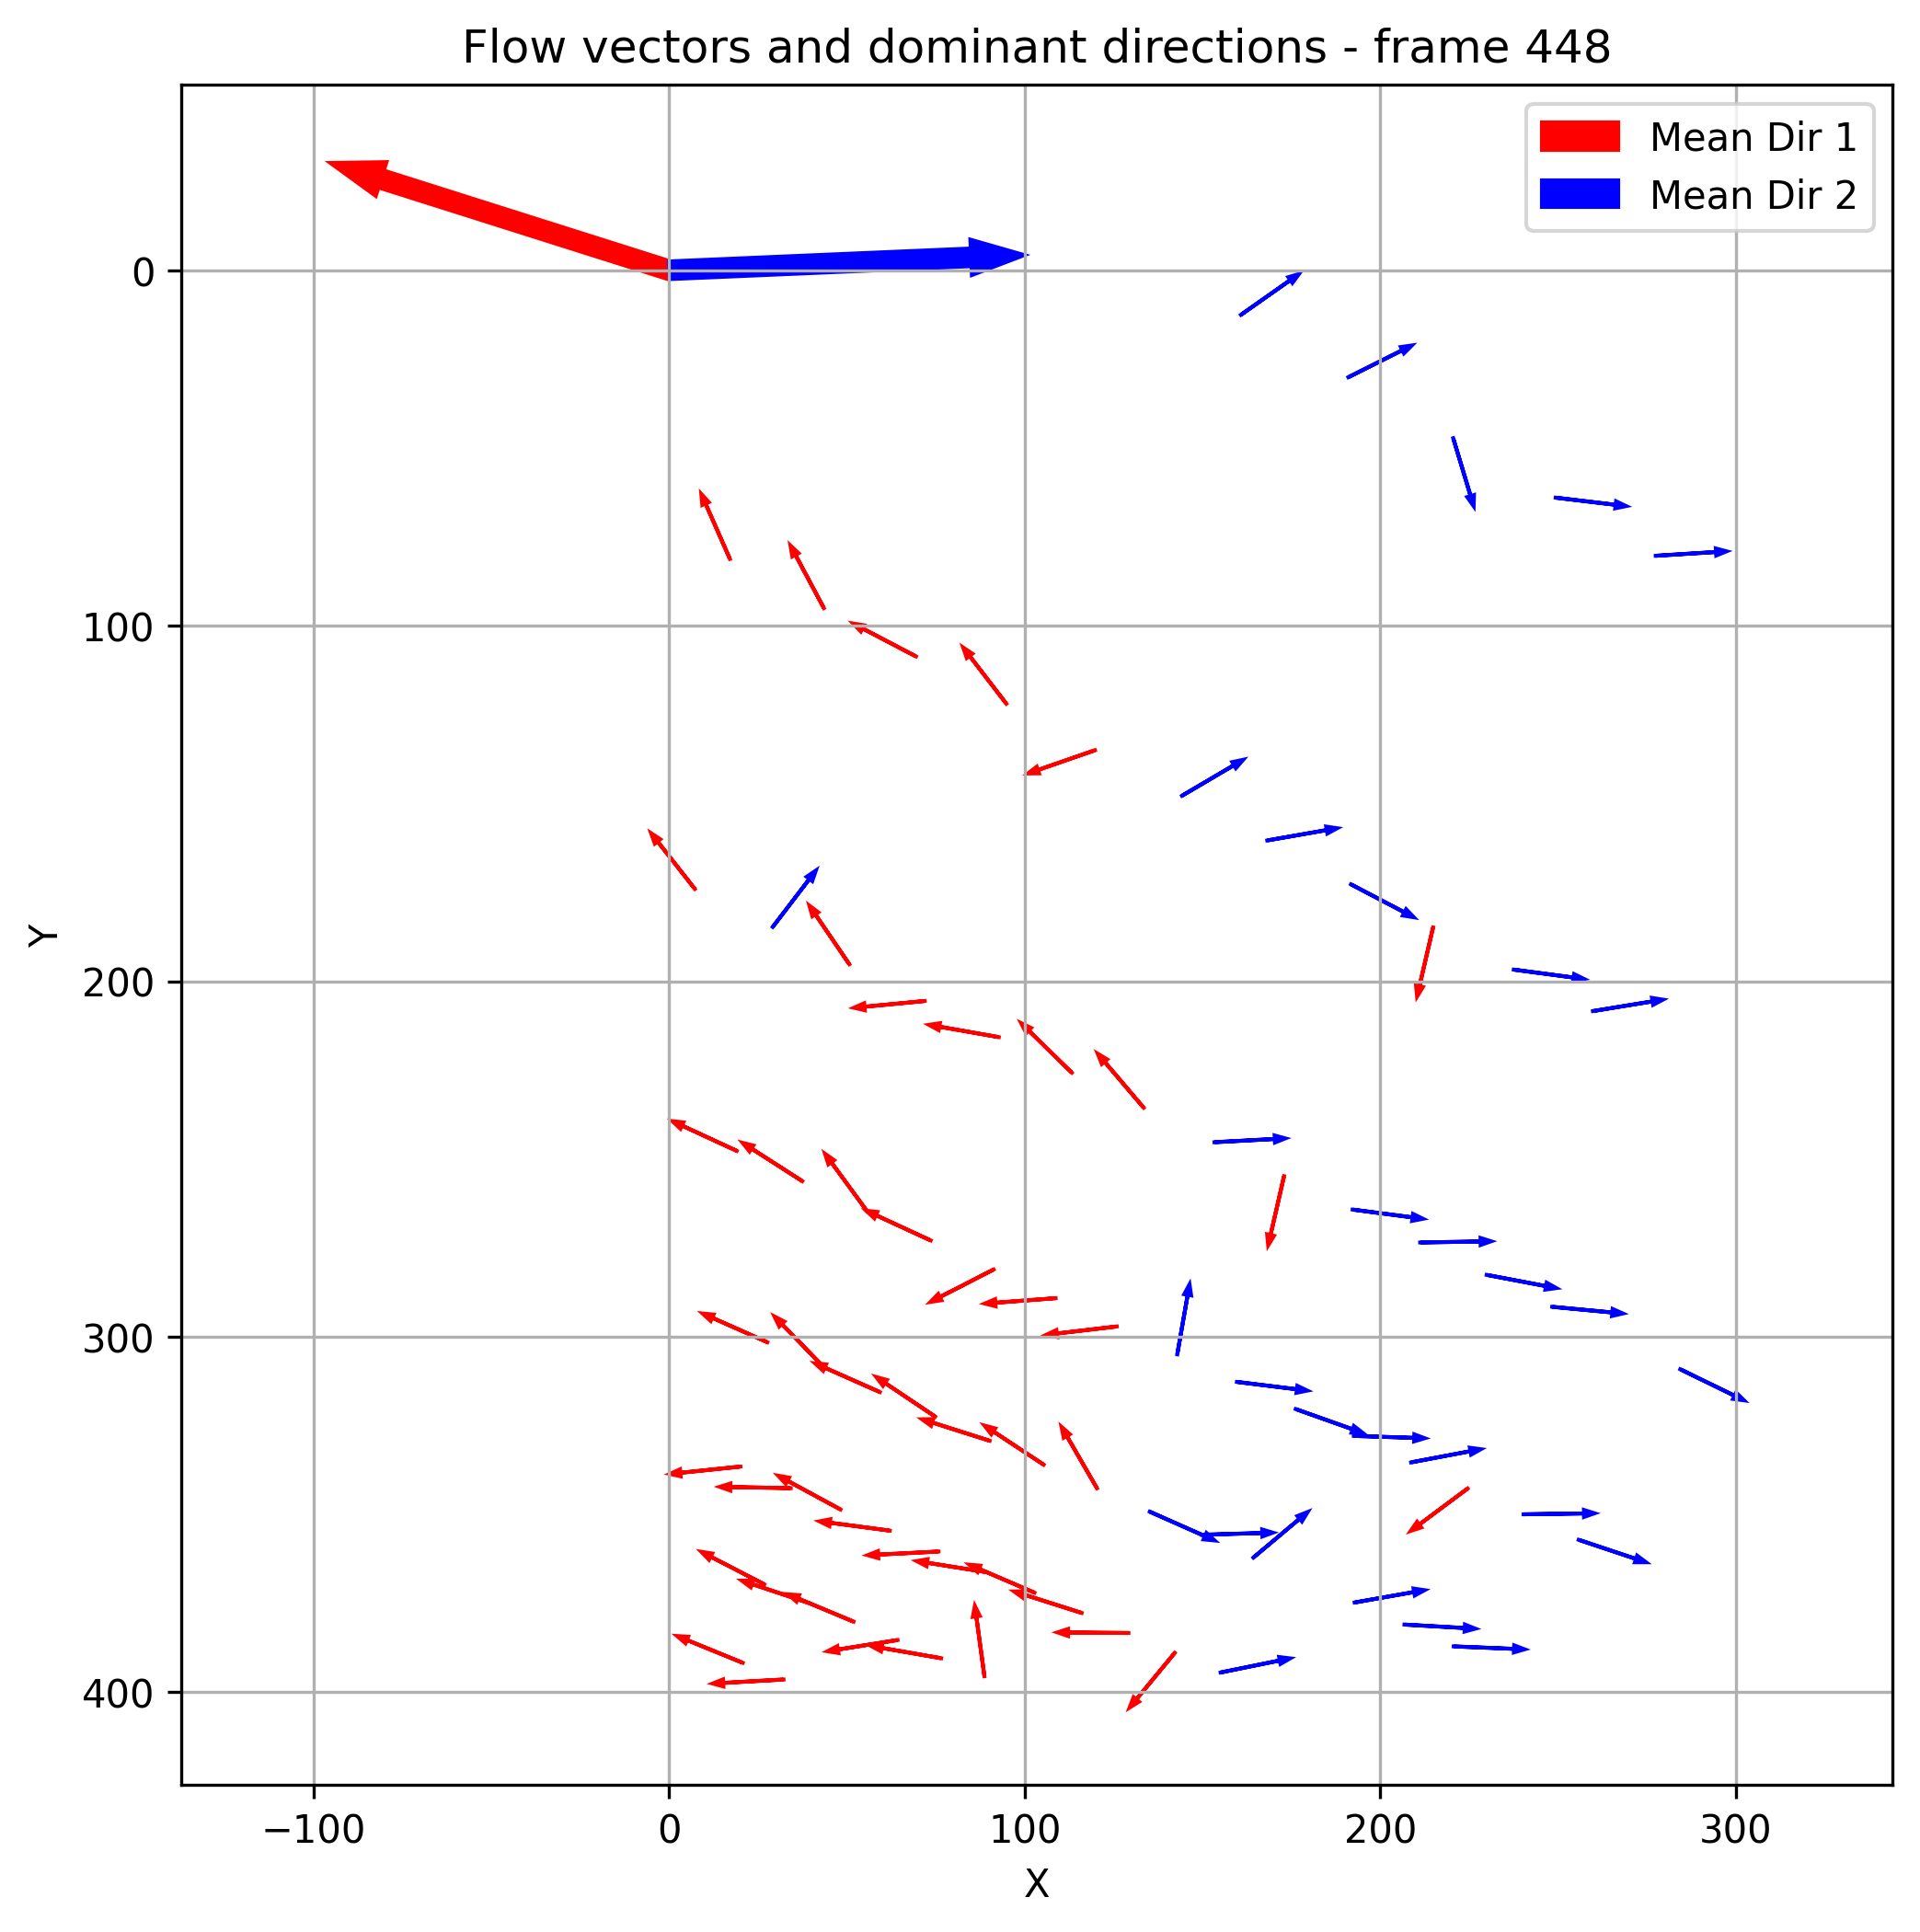 Flow vectors and dominant directions - frame 448
Mean Dir 1
Mean Dir 2
0
100
200
300
400
Y
−100
0
100
200
300
X